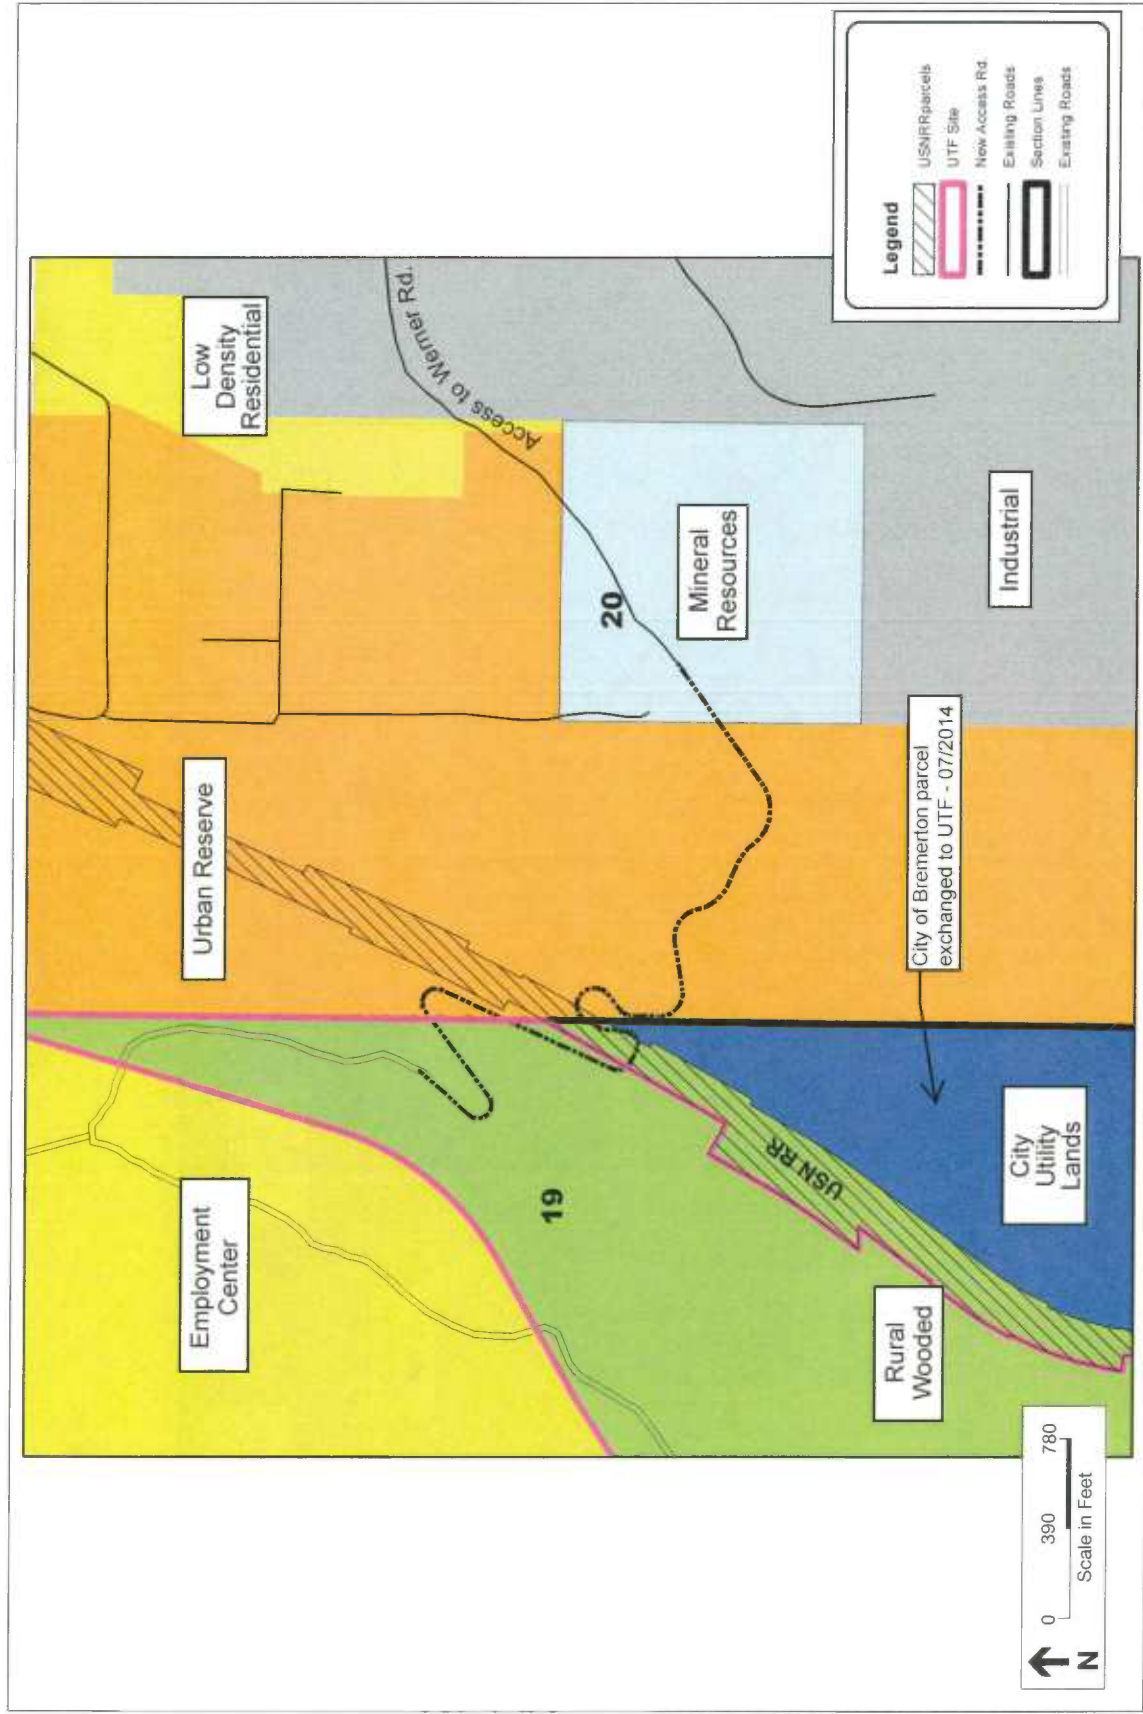 Employment
Center
Urban Reserve
Low
Density
Residential
Access to Werner Rd.
19
20
USN RR
Mineral
Resources
Rural
Wooded
City
Utility
Lands
City of Bremerton parcel
exchanged to UTF - 07/2014
Industrial
N
0 390 780
Scale in Feet
Legend
USNRRparcels
UTF Site
New Access Rd.
Existing Roads
Section Lines
Existing Roads